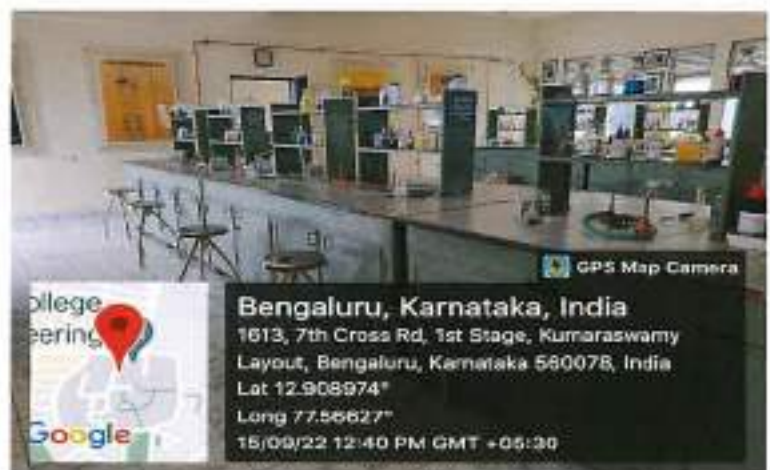 GPS Map Camera
ollege
eering
Google
Bengaluru, Karnataka, India
1613, 7th Cross Rd, 1st Stage, Kumaraswamy
Layout, Bengaluru, Karnataka 560078, India
Lat 12.908974°
Long 77.56627°
15/09/22 12:40 PM GMT +05:30